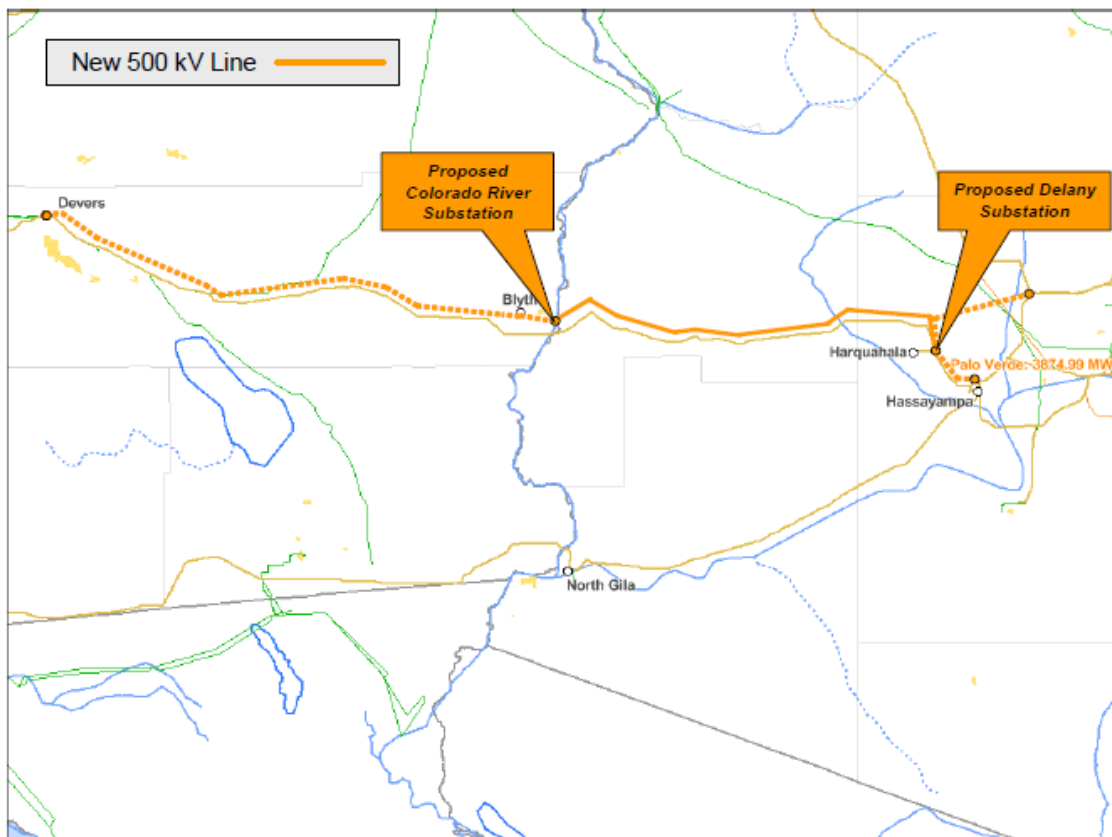 New 500 kV Line
Proposed
Colorado River
Substation
Proposed Delany
Substation
Devers
Blyth
Harquahala
Palo Verde: 3874.99 MW
Hassayampa
North Gila